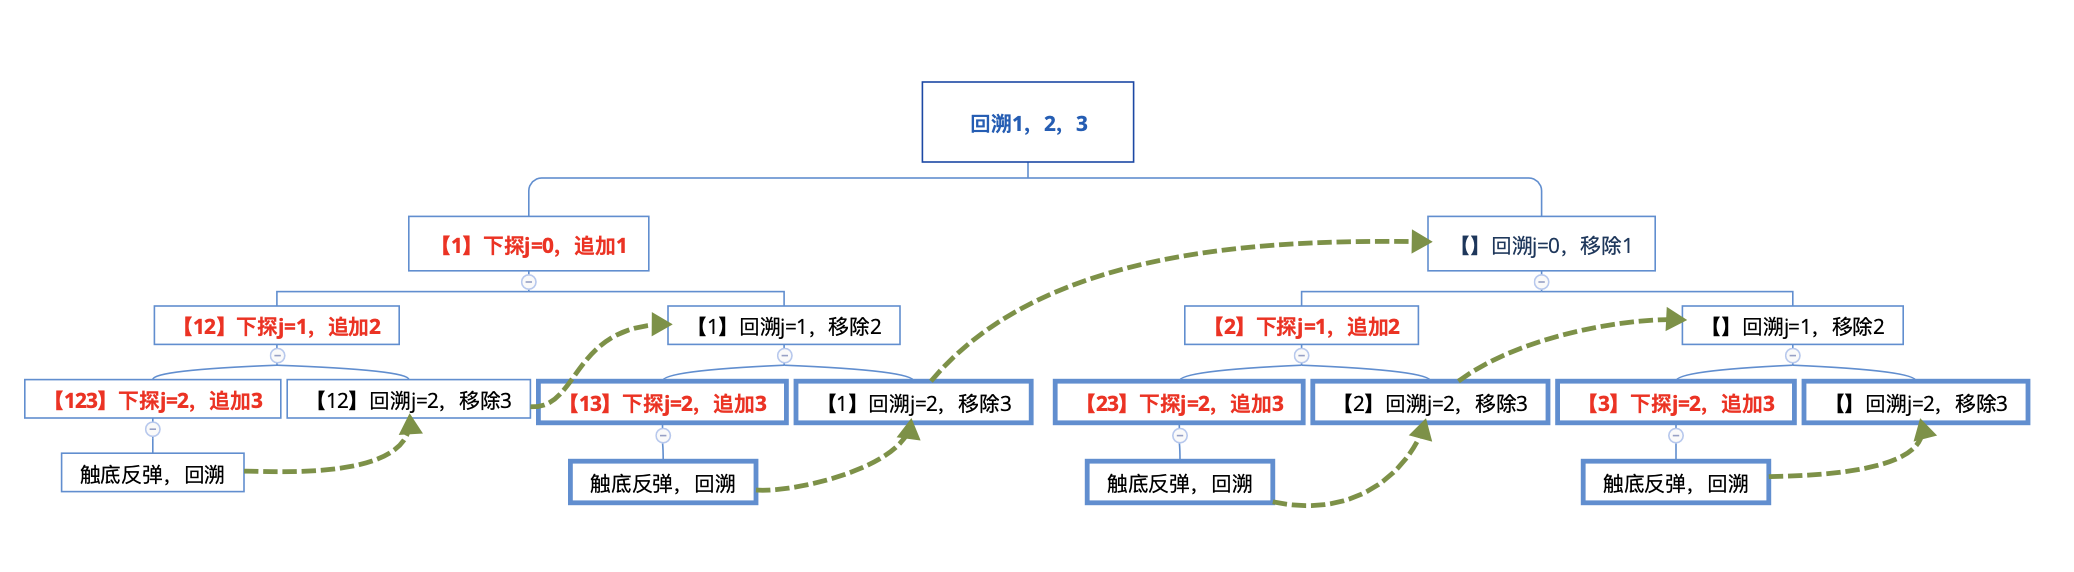 回溯1，2，3
【1】下探j=0，追加1
【】回溯j=0，移除1
【12】下探j=1，追加2
【1】回溯j=1，移除2
【2】下探j=1，追加2
【】回溯j=1，移除2
【123】下探j=2，追加3
【12】回溯j=2，移除3
【13】下探j=2，追加3
【1】回溯j=2，移除3
【23】下探j=2，追加3
【2】回溯j=2，移除3
【3】下探j=2，追加3
【】回溯j=2，移除3
触底反弹，回溯
触底反弹，回溯
触底反弹，回溯
触底反弹，回溯